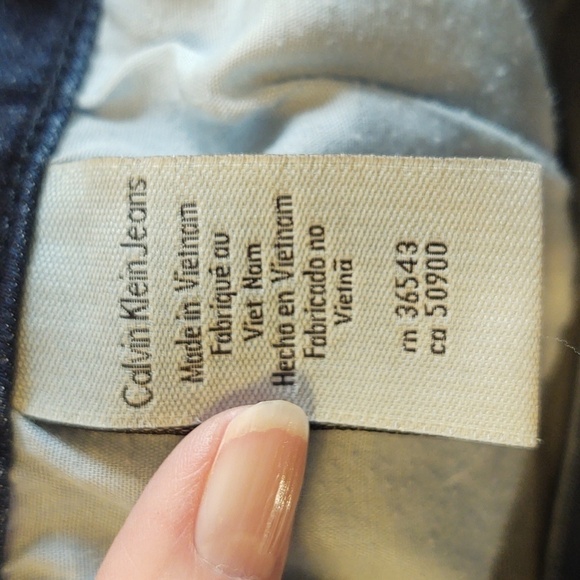 Calvin Klein Jeans
Made in Vietnam
Fabriqué au
Viet Nam
Hecho en Vietnam
Fabricado no
Vietnã
rn 36543
ca 50900